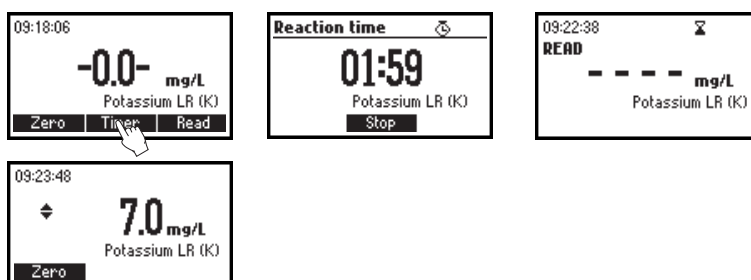 09:18:06
-0.0- mg/L
Potassium LR (K)
Zero Timer Read
Reaction time
01:59
Potassium LR (K)
Stop
09:22:38
READ
- - - - mg/L
Potassium LR (K)
09:23:48
7.0 mg/L
Potassium LR (K)
Zero